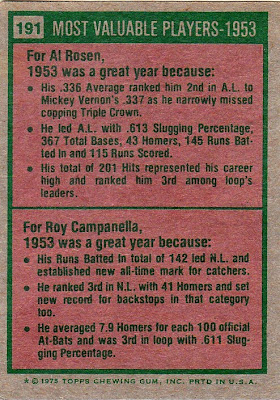 191 MOST VALUABLE PLAYERS-1953
For Al Rosen,
1953 was a great year because:
• His .336 Average ranked him 2nd in A.L. to
Mickey Vernon's .337 as he narrowly missed
copping Triple Crown.
• He led A.L. with .613 Slugging Percentage,
367 Total Bases, 43 Homers, 145 Runs Bat-
ted In and 115 Runs Scored.
• His total of 201 Hits represented his career
high and ranked him 3rd among loop's
leaders.
For Roy Campanella,
1953 was a great year because:
• His Runs Batted In total of 142 led N.L. and
established new all-time mark for catchers.
• He ranked 3rd in N.L. with 41 Homers and set
new record for backstops in that category
too.
• He averaged 7.9 Homers for each 100 official
At-Bats and was 3rd in loop with .611 Slug-
ging Percentage.
* © 1975 TOPPS CHEWING GUM, INC. PRTD IN U.S.A.